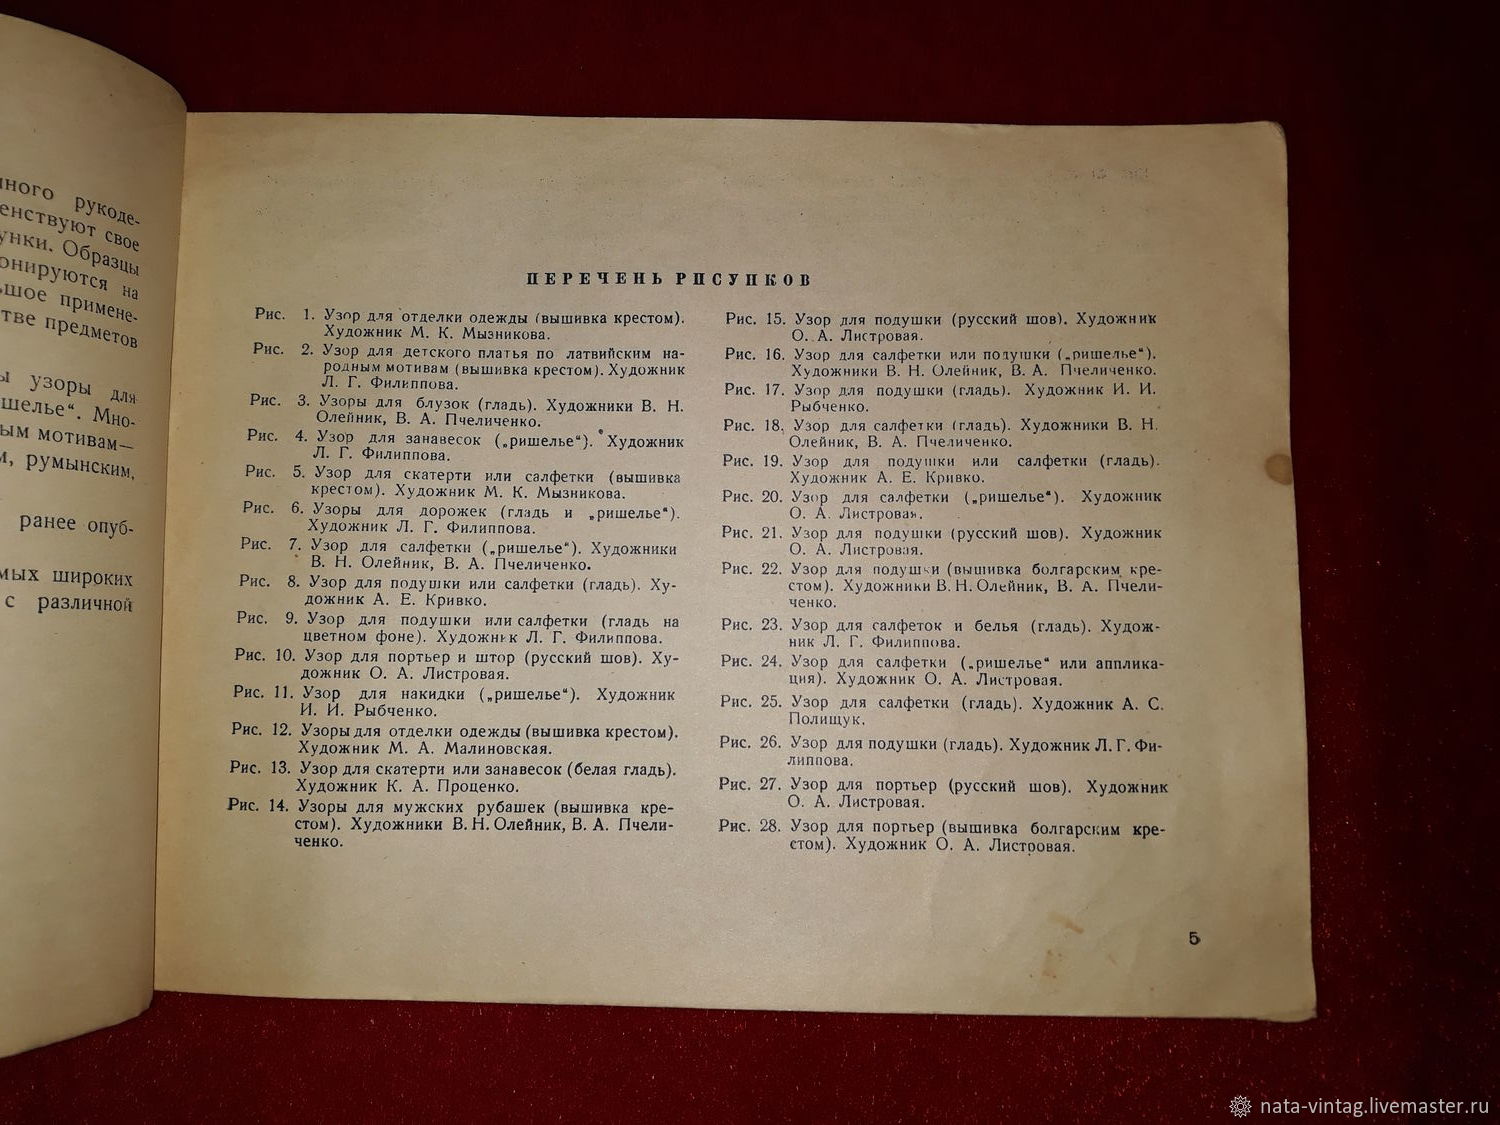 нного рукоде-
енствуют свое
унки. Образцы
онируются на
ьшое примене-
тве предметов
ы узоры для
шелье“. Мно-
ым мотивам—
м, румынским,
ранее опуб-
мых широких
с различной
ПЕРЕЧЕНЬ РИСУНКОВ
Рис. 1. Узор для отделки одежды (вышивка крестом).
Художник М. К. Мызникова.
Рис. 2. Узор для детского платья по латвийским на-
родным мотивам (вышивка крестом). Художник
Л. Г. Филиппова.
Рис. 3. Узоры для блузок (гладь). Художники В. Н.
Олейник, В. А. Пчеличенко.
Рис. 4. Узор для занавесок („ришелье“). Художник
Л. Г. Филиппова.
Рис. 5. Узор для скатерти или салфетки (вышивка
крестом). Художник М. К. Мызникова.
Рис. 6. Узоры для дорожек (гладь и „ришелье“).
Художник Л. Г. Филиппова.
Рис. 7. Узор для салфетки („ришелье“). Художники
В. Н. Олейник, В. А. Пчеличенко.
Рис. 8. Узор для подушки или салфетки (гладь). Ху-
дожник А. Е. Кривко.
Рис. 9. Узор для подушки или салфетки (гладь на
цветном фоне). Художник Л. Г. Филиппова.
Рис. 10. Узор для портьер и штор (русский шов). Ху-
дожник О. А. Листровая.
Рис. 11. Узор для накидки („ришелье“). Художник
И. И. Рыбченко.
Рис. 12. Узоры для отделки одежды (вышивка крестом).
Художник М. А. Малиновская.
Рис. 13. Узор для скатерти или занавесок (белая гладь).
Художник К. А. Проценко.
Рис. 14. Узоры для мужских рубашек (вышивка кре-
стом). Художники В. Н. Олейник, В. А. Пчели-
ченко.
Рис. 15. Узор для подушки (русский шов). Художник
О. А. Листровая.
Рис. 16. Узор для салфетки или подушки („ришелье“).
Художники В. Н. Олейник, В. А. Пчеличенко.
Рис. 17. Узор для подушки (гладь). Художник И. И.
Рыбченко.
Рис. 18. Узор для салфетки (гладь). Художники В. Н.
Олейник, В. А. Пчеличенко.
Рис. 19. Узор для подушки или салфетки (гладь).
Художник А. Е. Кривко.
Рис. 20. Узор для салфетки („ришелье“). Художник
О. А. Листровая.
Рис. 21. Узор для подушки (русский шов). Художник
О. А. Листровая.
Рис. 22. Узор для подушки (вышивка болгарским кре-
стом). Художники В. Н. Олейник, В. А. Пчели-
ченко.
Рис. 23. Узор для салфеток и белья (гладь). Худож-
ник Л. Г. Филиппова.
Рис. 24. Узор для салфетки („ришелье“ или апплика-
ция). Художник О. А. Листровая.
Рис. 25. Узор для салфетки (гладь). Художник А. С.
Полищук.
Рис. 26. Узор для подушки (гладь). Художник Л. Г. Фи-
липпова.
Рис. 27. Узор для портьер (русский шов). Художник
О. А. Листровая.
Рис. 28. Узор для портьер (вышивка болгарским кре-
стом). Художник О. А. Листровая.
5
nata-vintag.livemaster.ru